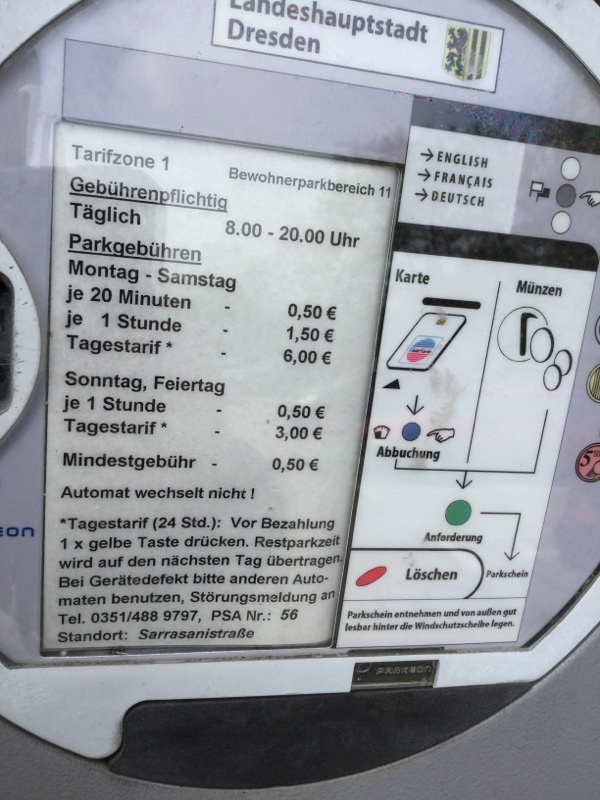 Landeshauptstadt
Dresden
Tarifzone 1
Bewohnerparkbereich 11
Gebührenpflichtig
Täglich 8.00 - 20.00 Uhr
Parkgebühren
Montag - Samstag
je 20 Minuten - 0,50 €
je 1 Stunde - 1,50 €
Tagestarif * - 6,00 €
Sonntag, Feiertag
je 1 Stunde - 0,50 €
Tagestarif * - 3,00 €
Mindestgebühr - 0,50 €
Automat wechselt nicht !
*Tagestarif (24 Std.): Vor Bezahlung
1 x gelbe Taste drücken. Restparkzeit
wird auf den nächsten Tag übertragen.
Bei Gerätedefekt bitte anderen Auto-
maten benutzen, Störungsmeldung an
Tel. 0351/488 9797, PSA Nr.: 56
Standort: Sarrasanistraße
→ ENGLISH
→ FRANÇAIS
→ DEUTSCH
Karte
Münzen
Abbuchung
Anforderung
Löschen
Parkschein
Parkschein entnehmen und von außen gut
lesbar hinter die Windschutzscheibe legen.
PARKEON